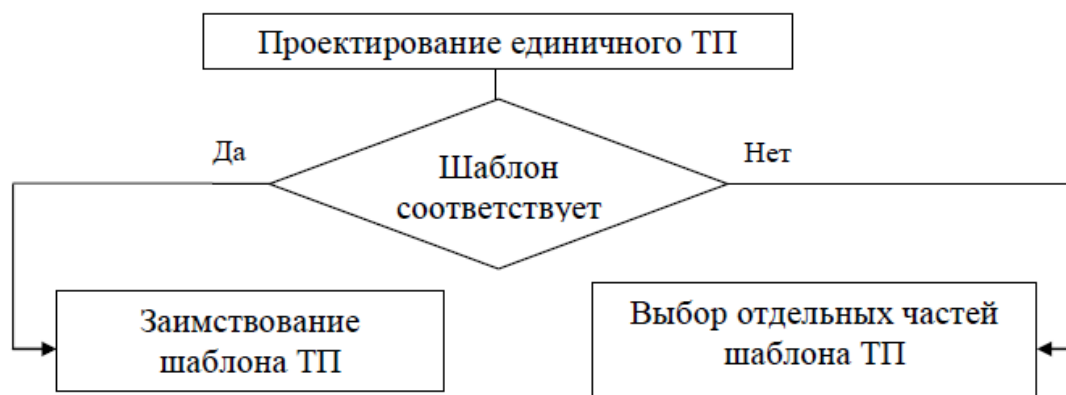 Проектирование единичного ТП
Да
Нет
Шаблон
соответствует
Заимствование
шаблона ТП
Выбор отдельных частей
шаблона ТП